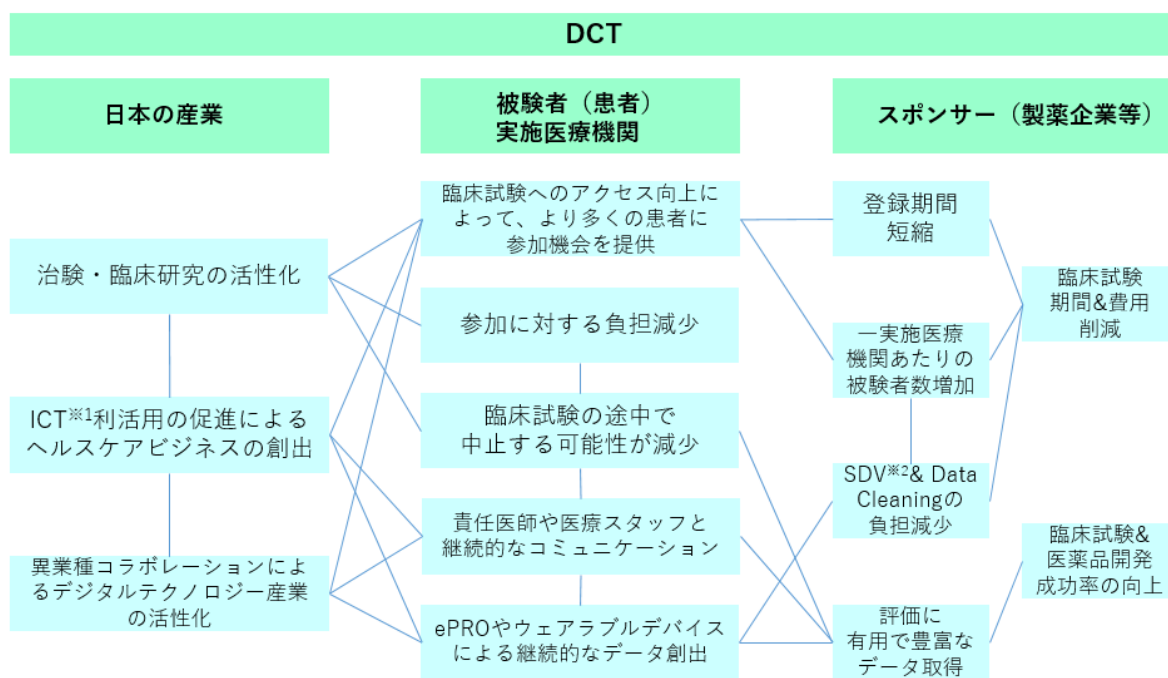 DCT
日本の産業
被験者（患者）
実施医療機関
スポンサー（製薬企業等）
治験・臨床研究の活性化
ICT※1利活用の促進による
ヘルスケアビジネスの創出
異業種コラボレーションによ
るデジタルテクノロジー産業
の活性化
臨床試験へのアクセス向上に
よって、より多くの患者に
参加機会を提供
参加に対する負担減少
臨床試験の途中で
中止する可能性が減少
責任医師や医療スタッフと
継続的なコミュニケーション
ePROやウェアラブルデバイス
による継続的なデータ創出
登録期間
短縮
一実施医療
機関あたりの
被験者数増加
SDV※2& Data
Cleaningの
負担減少
評価に
有用で豊富な
データ取得
臨床試験
期間&費用
削減
臨床試験&
医薬品開発
成功率の向上